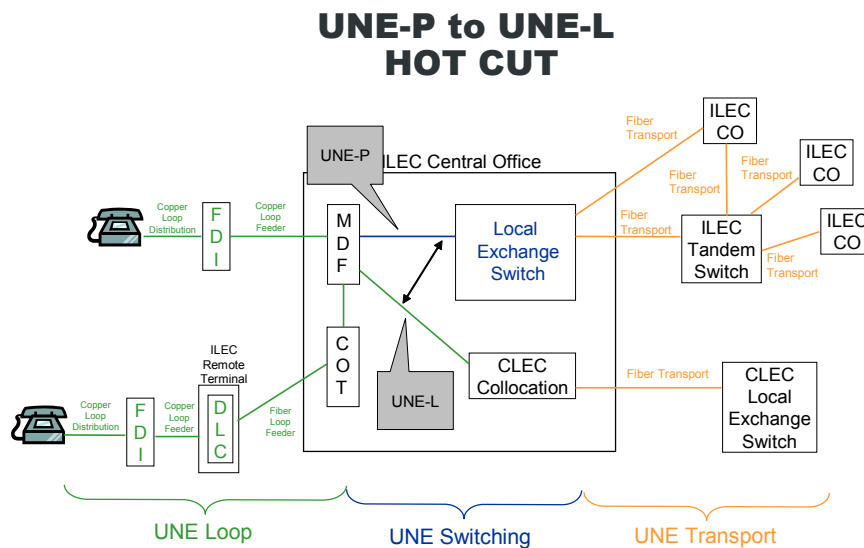 UNE-P to UNE-L
HOT CUT
ILEC
CO
Fiber
Transport
UNE-P
ILEC Central Office
Fiber
Transport
Fiber
Transport
ILEC
CO
Copper
Loop
Distribution
F
D
I
Copper
Loop
Feeder
M
D
F
Local
Exchange
Switch
Fiber
Transport
ILEC
Tandem
Switch
ILEC
CO
Fiber
Transport
ILEC
Remote
Terminal
C
O
T
CLEC
Collocation
Fiber Transport
CLEC
Local
Exchange
Switch
UNE-L
Copper
Loop
Distribution
F
D
I
Copper
Loop
Feeder
D
L
C
Fiber
Loop
Feeder
UNE Loop
UNE Switching
UNE Transport